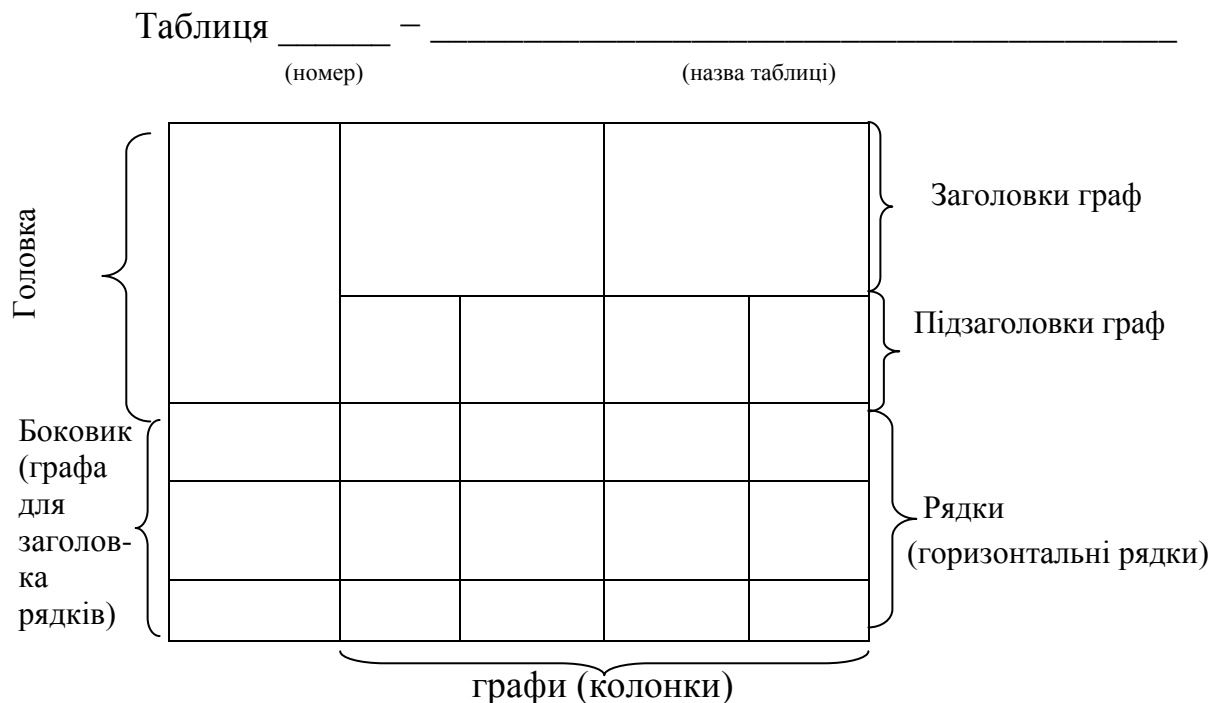 Таблиця ______ – ________________________________________
(номер)
(назва таблиці)
Головка
Заголовки граф
Підзаголовки граф
Боковик
(графа
для
заголов-
ка
рядків)
Рядки
(горизонтальні рядки)
графи (колонки)